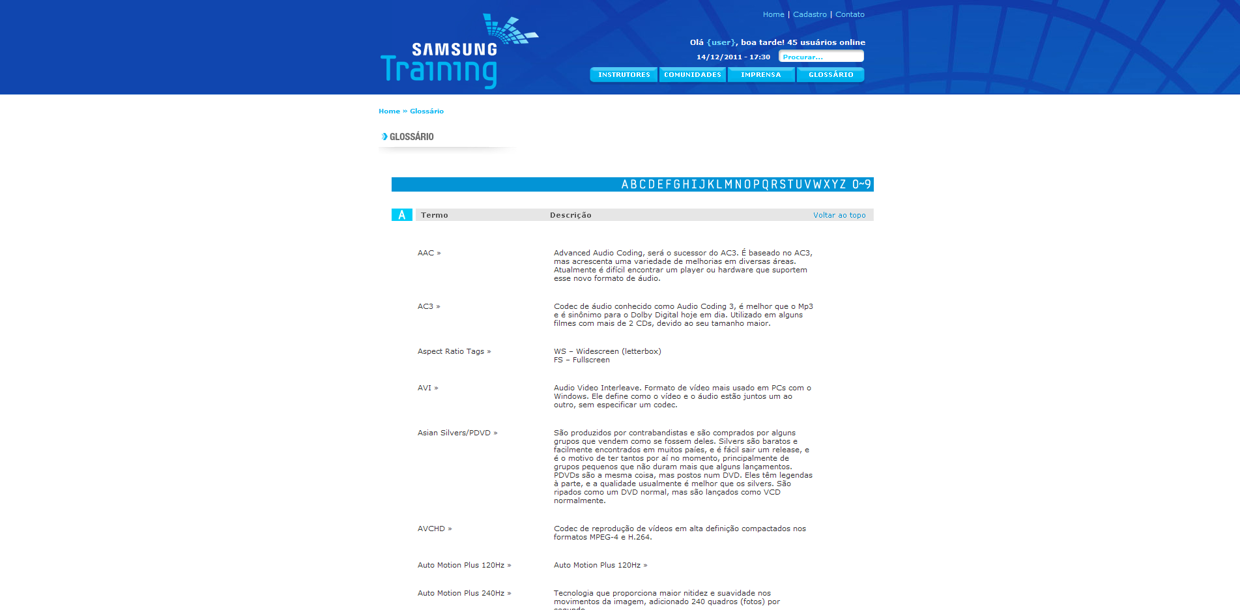 Home | Cadastro | Contato
SAMSUNG
Training
Olá {user}, boa tarde! 45 usuários online
14/12/2011 - 17:30 Procurar...
INSTRUTORES COMUNIDADES IMPRENSA GLOSSÁRIO
Home » Glossário
GLOSSÁRIO
A B C D E F G H I J K L M N O P Q R S T U V W X Y Z 0~9
A Termo Descrição Voltar ao topo
AAC » Advanced Audio Coding, será o sucessor do AC3. É baseado no AC3,
mas acrescenta uma variedade de melhorias em diversas áreas.
Atualmente é difícil encontrar um player ou hardware que suportem
esse novo formato de áudio.
AC3 » Codec de áudio conhecido como Audio Coding 3, é melhor que o Mp3
e é sinônimo para o Dolby Digital hoje em dia. Utilizado em alguns
filmes com mais de 2 CDs, devido ao seu tamanho maior.
Aspect Ratio Tags » WS – Widescreen (letterbox)
FS – Fullscreen
AVI » Audio Video Interleave. Formato de vídeo mais usado em PCs com o
Windows. Ele define como o vídeo e o áudio estão juntos um ao
outro, sem especificar um codec.
Asian Silvers/PDVD » São produzidos por contrabandistas e são comprados por alguns
grupos que vendem como se fossem deles. Silvers são baratos e
facilmente encontrados em muitos países, e é fácil sair um release, e
é o motivo de ter tantos por aí no momento, principalmente de
grupos pequenos que não duram mais que alguns lançamentos.
PDVDs são a mesma coisa, mas postos num DVD. Eles têm legendas
à parte, e a qualidade usualmente é melhor que os silvers. São
ripados como um DVD normal, mas são lançados como VCD
normalmente.
AVCHD » Codec de reprodução de vídeos em alta definição compactados nos
formatos MPEG-4 e H.264.
Auto Motion Plus 120Hz » Auto Motion Plus 120Hz »
Auto Motion Plus 240Hz » Tecnologia que proporciona maior nitidez e suavidade nos
movimentos da imagem, adicionado 240 quadros (fotos) por
segundo.